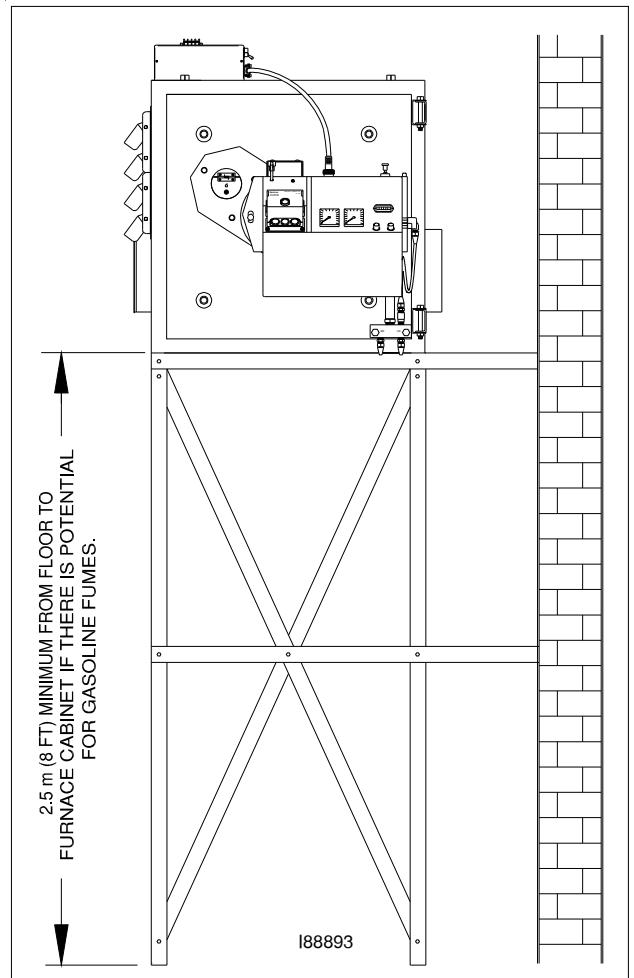 2.5 m (8 FT) MINIMUM FROM FLOOR TO
FURNACE CABINET IF THERE IS POTENTIAL
FOR GASOLINE FUMES.
I88893